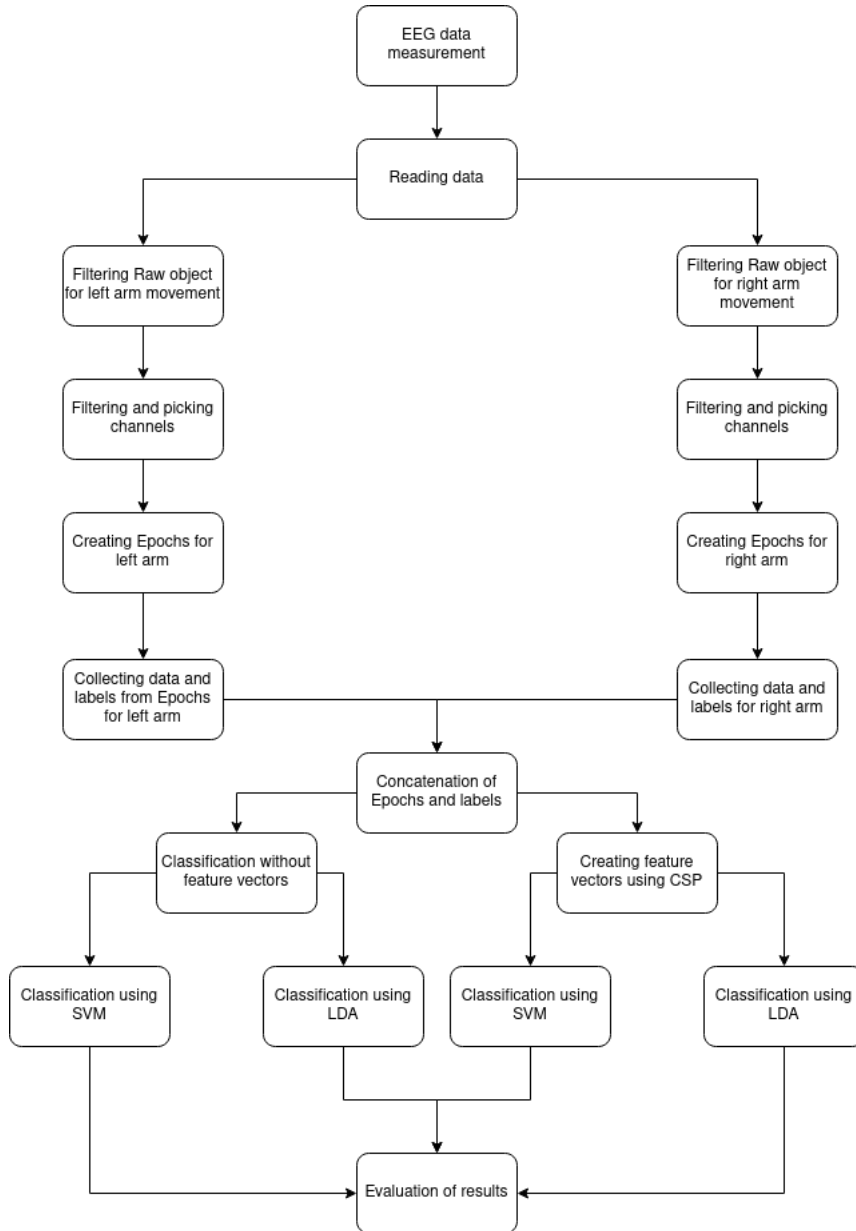 EEG data
measurement
Reading data
Filtering Raw object
for left arm movement
Filtering Raw object
for right arm
movement
Filtering and picking
channels
Filtering and picking
channels
Creating Epochs for
left arm
Creating Epochs for
right arm
Collecting data and
labels from Epochs
for left arm
Collecting data and
labels for right arm
Concatenation of
Epochs and labels
Classification without
feature vectors
Creating feature
vectors using CSP
Classification using
SVM
Classification using
LDA
Classification using
SVM
Classification using
LDA
Evaluation of results